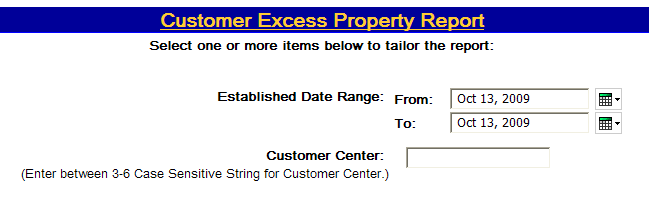 Customer Excess Property Report
Select one or more items below to tailor the report:
Established Date Range: From: Oct 13, 2009
To: Oct 13, 2009
Customer Center:
(Enter between 3-6 Case Sensitive String for Customer Center.)